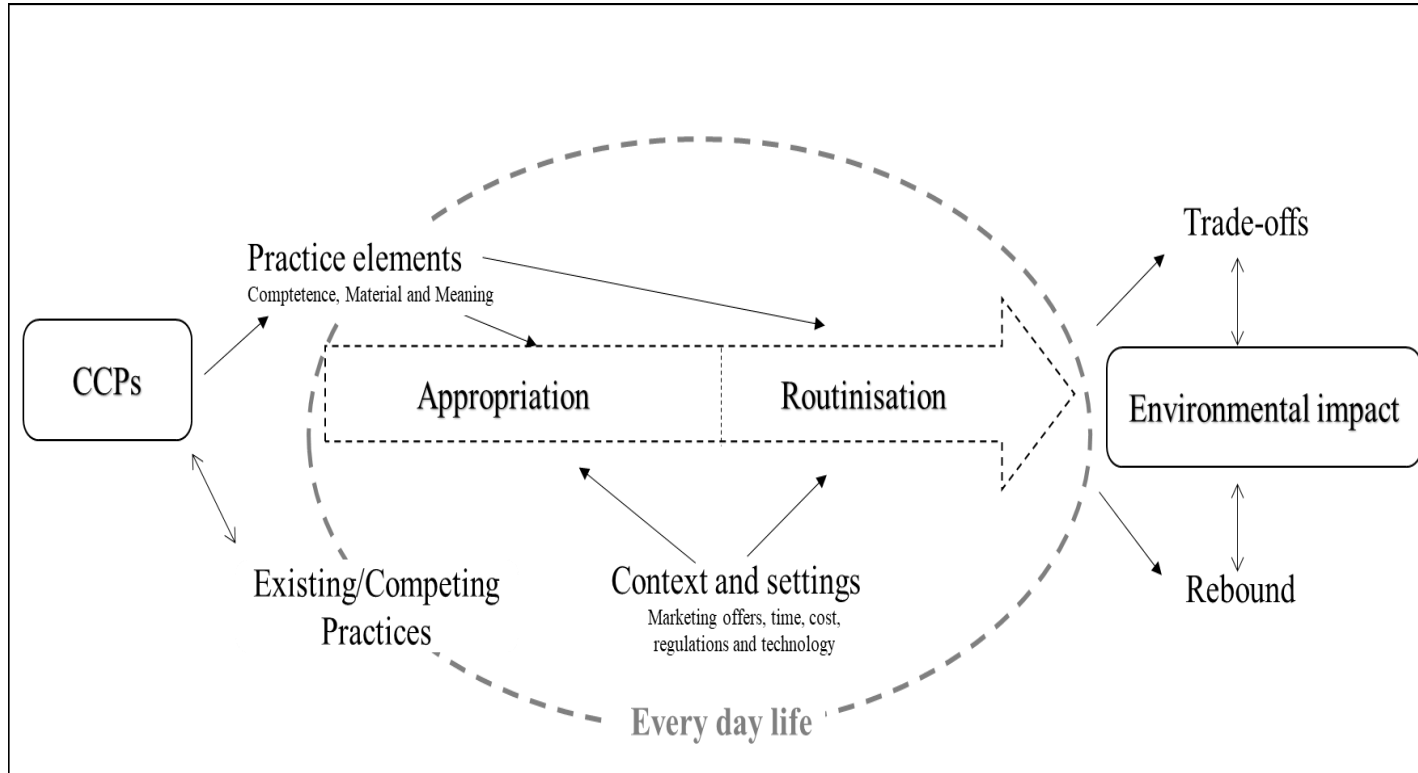 Trade-offs
Practice elements
Comptetence, Material and Meaning
CCPs
Appropriation
Routinisation
Environmental impact
Existing/Competing
Practices
Context and settings
Marketing offers, time, cost,
regulations and technology
Rebound
Every day life